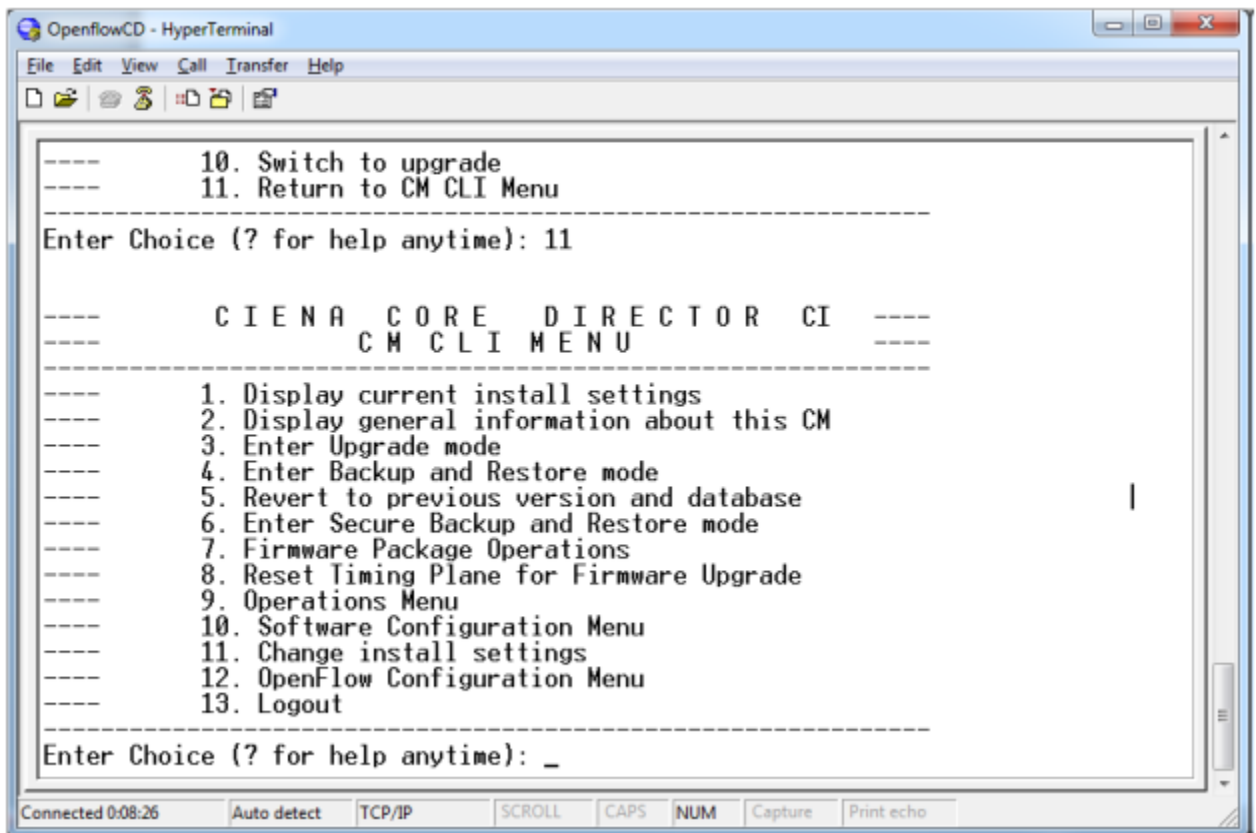 OpenflowCD - HyperTerminal
File Edit View Call Transfer Help
---- 10. Switch to upgrade
---- 11. Return to CM CLI Menu
--------------------------------------------------------------
Enter Choice (? for help anytime): 11
---- C I E N A C O R E D I R E C T O R CI ----
---- C M C L I M E N U ----
--------------------------------------------------------------
---- 1. Display current install settings
---- 2. Display general information about this CM
---- 3. Enter Upgrade mode
---- 4. Enter Backup and Restore mode
---- 5. Revert to previous version and database
---- 6. Enter Secure Backup and Restore mode
---- 7. Firmware Package Operations
---- 8. Reset Timing Plane for Firmware Upgrade
---- 9. Operations Menu
---- 10. Software Configuration Menu
---- 11. Change install settings
---- 12. OpenFlow Configuration Menu
---- 13. Logout
--------------------------------------------------------------
Enter Choice (? for help anytime): _
Connected 0:08:26 Auto detect TCP/IP SCROLL CAPS NUM Capture Print echo